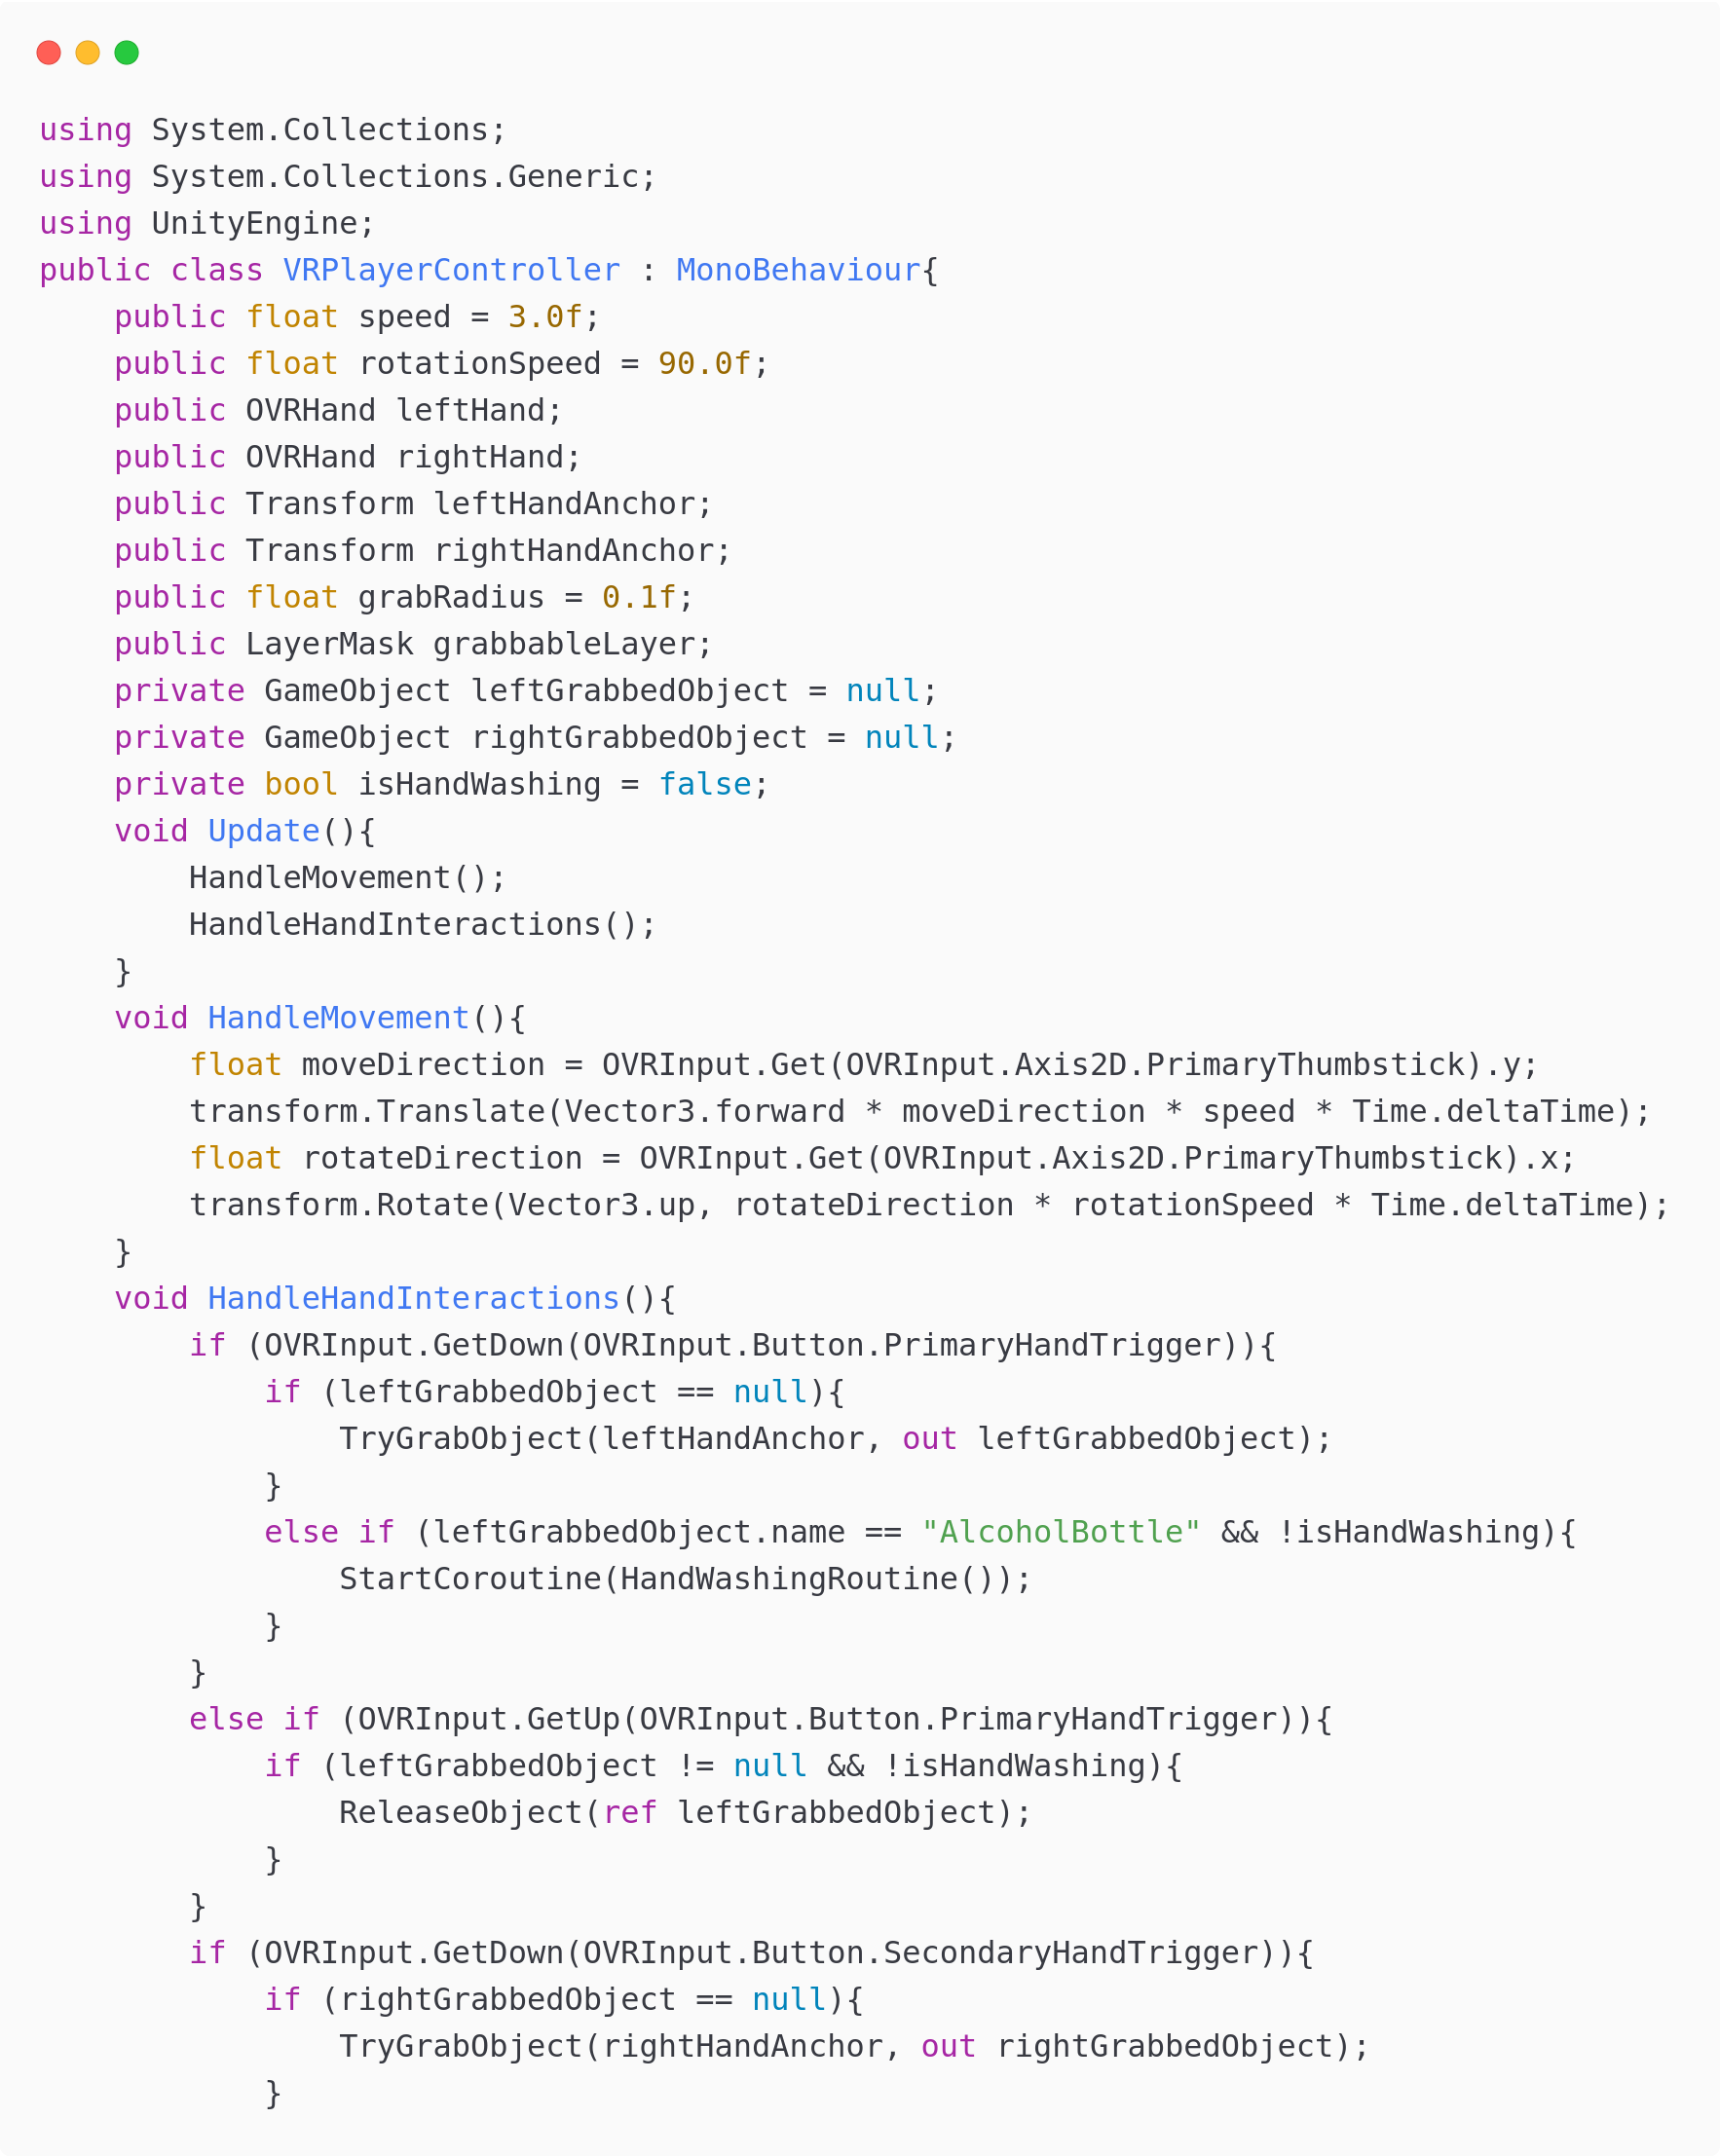 using System.Collections;
using System.Collections.Generic;
using UnityEngine;
public class VRPlayerController : MonoBehaviour{
    public float speed = 3.0f;
    public float rotationSpeed = 90.0f;
    public OVRHand leftHand;
    public OVRHand rightHand;
    public Transform leftHandAnchor;
    public Transform rightHandAnchor;
    public float grabRadius = 0.1f;
    public LayerMask grabbableLayer;
    private GameObject leftGrabbedObject = null;
    private GameObject rightGrabbedObject = null;
    private bool isHandWashing = false;
    void Update(){
        HandleMovement();
        HandleHandInteractions();
    }
    void HandleMovement(){
        float moveDirection = OVRInput.Get(OVRInput.Axis2D.PrimaryThumbstick).y;
        transform.Translate(Vector3.forward * moveDirection * speed * Time.deltaTime);
        float rotateDirection = OVRInput.Get(OVRInput.Axis2D.PrimaryThumbstick).x;
        transform.Rotate(Vector3.up, rotateDirection * rotationSpeed * Time.deltaTime);
    }
    void HandleHandInteractions(){
        if (OVRInput.GetDown(OVRInput.Button.PrimaryHandTrigger)){
            if (leftGrabbedObject == null){
                TryGrabObject(leftHandAnchor, out leftGrabbedObject);
            }
            else if (leftGrabbedObject.name == "AlcoholBottle" && !isHandWashing){
                StartCoroutine(HandWashingRoutine());
            }
        }
        else if (OVRInput.GetUp(OVRInput.Button.PrimaryHandTrigger)){
            if (leftGrabbedObject != null && !isHandWashing){
                ReleaseObject(ref leftGrabbedObject);
            }
        }
        if (OVRInput.GetDown(OVRInput.Button.SecondaryHandTrigger)){
            if (rightGrabbedObject == null){
                TryGrabObject(rightHandAnchor, out rightGrabbedObject);
            }